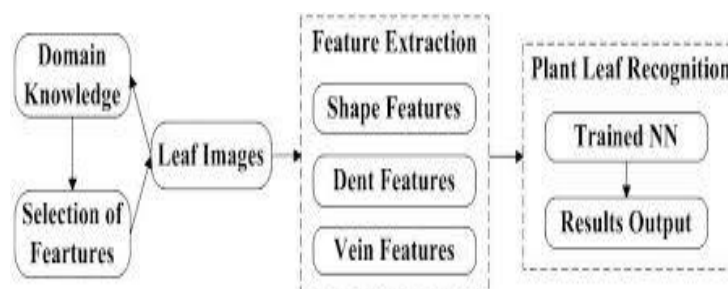 Domain
Knowledge
Selection of
Feartures
Leaf Images
Feature Extraction
Shape Features
Dent Features
Vein Features
Plant Leaf Recognition
Trained NN
Results Output